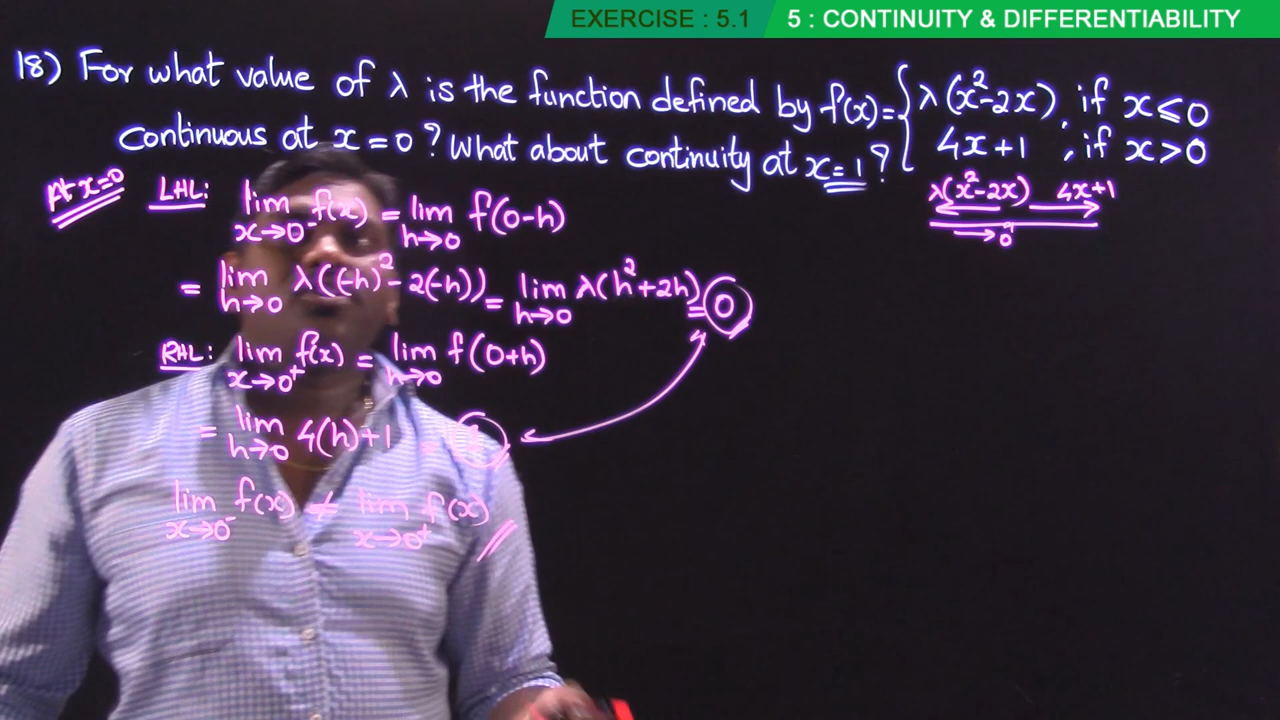 EXERCISE : 5.1 5 : CONTINUITY & DIFFERENTIABILITY
18) For what value of λ is the function defined by f(x) = { λ(x²-2x), if x ≤ 0
4x+1 , if x > 0
continuous at x = 0 ? What about continuity at x = 1 ?
At x=0 LHL: lim x→0⁻ f(x) = lim h→0 f(0-h)
λ(x²-2x) 4x+1
→0⁻
= lim h→0 λ((-h)² - 2(-h)) = lim h→0 λ(h²+2h) = 0
RHL: lim x→0⁺ f(x) = lim h→0 f(0+h)
= lim h→0 4(h)+1 =
lim x→0⁻ f(x) ≠ lim x→0⁺ f(x)